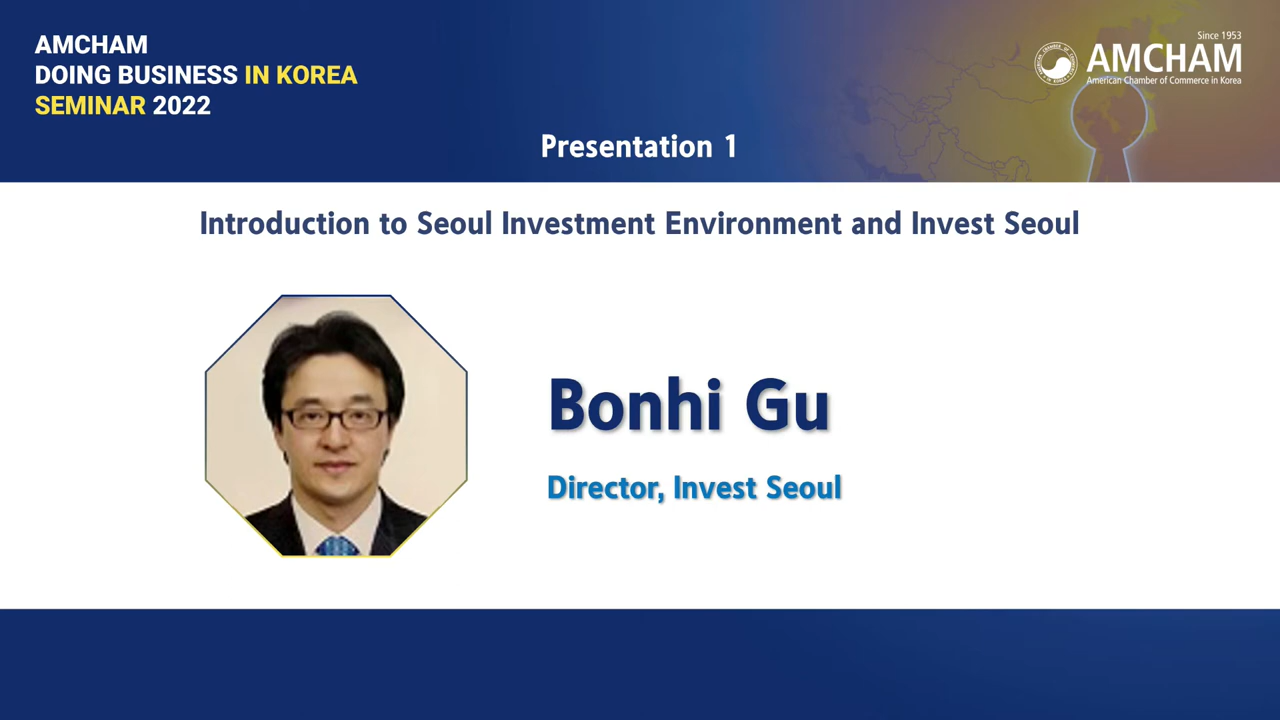 AMCHAM
DOING BUSINESS IN KOREA
SEMINAR 2022
Since 1953
AMCHAM
American Chamber of Commerce in Korea
Presentation 1
Introduction to Seoul Investment Environment and Invest Seoul
Bonhi Gu
Director, Invest Seoul